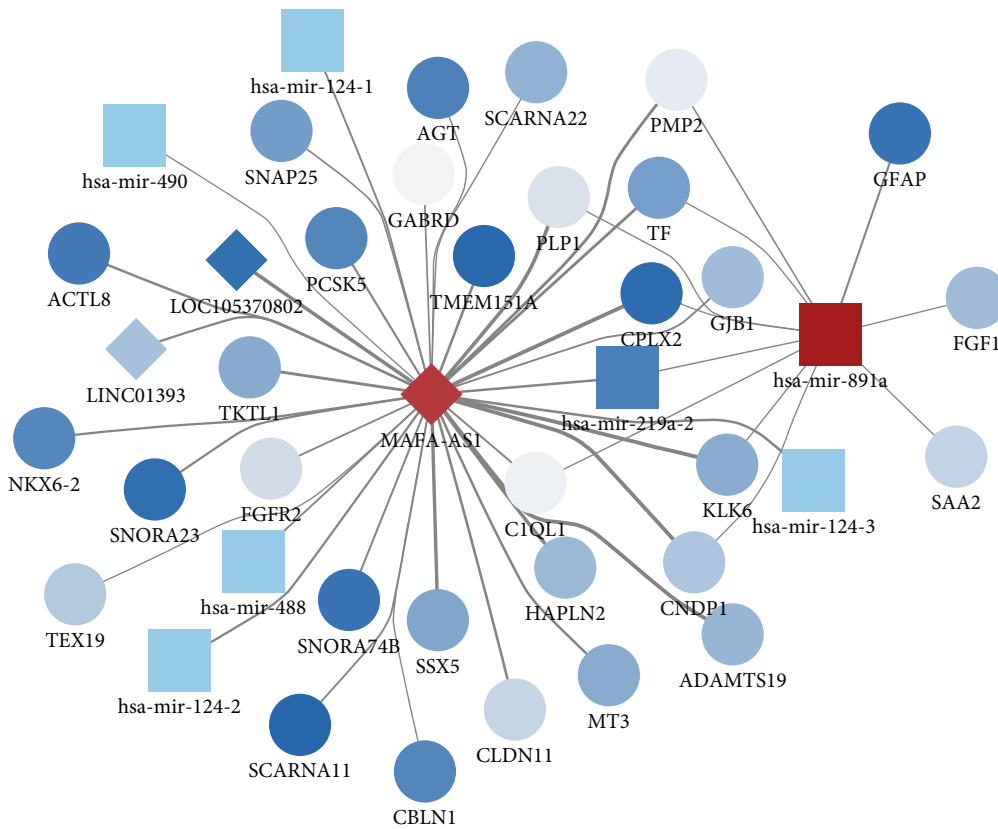 hsa-mir-124-1
SCARNA22
PMP2
AGT
SNAP25
hsa-mir-490
GFAP
GABRD
PLP1
TF
ACTL8
LOC105370802
PCSK5
TMEM151A
CPLX2
GJB1
FGF1
hsa-mir-891a
LINC01393
TKTL1
hsa-mir-219a-2
MAFA-AS1
NKX6-2
SNORA23
FGFR2
C1QL1
KLK6
hsa-mir-124-3
SAA2
TEX19
hsa-mir-488
SNORA74B
SSX5
HAPLN2
CNDP1
ADAMTS19
hsa-mir-124-2
MT3
CLDN11
SCARNA11
CBLN1